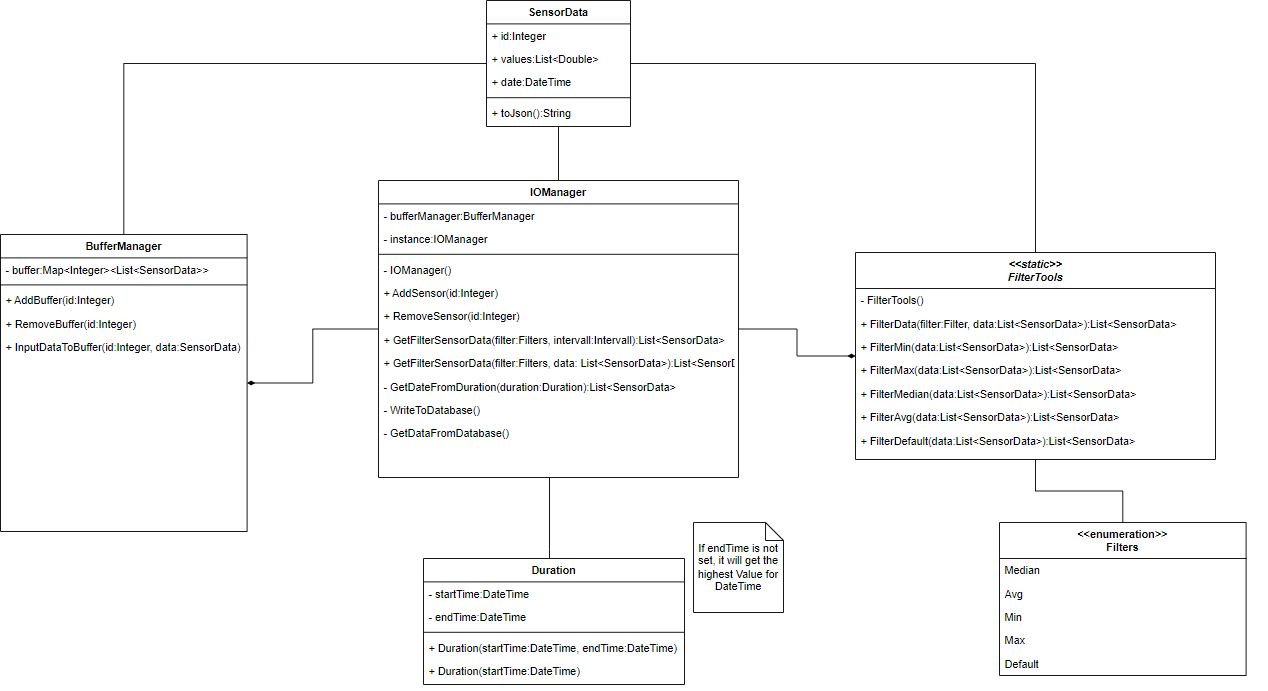 SensorData
+ id:Integer
+ values:List<Double>
+ date:DateTime
+ toJson():String
IOManager
- bufferManager:BufferManager
- instance:IOManager
- IOManager()
+ AddSensor(id:Integer)
+ RemoveSensor(id:Integer)
+ GetFilterSensorData(filter:Filters, intervall:Intervall):List<SensorData>
+ GetFilterSensorData(filter:Filters, data: List<SensorData>):List<SensorD
- GetDateFromDuration(duration:Duration):List<SensorData>
- WriteToDatabase()
- GetDataFromDatabase()
BufferManager
- buffer:Map<Integer><List<SensorData>>
+ AddBuffer(id:Integer)
+ RemoveBuffer(id:Integer)
+ InputDataToBuffer(id:Integer, data:SensorData)
<<static>>
FilterTools
- FilterTools()
+ FilterData(filter:Filter, data:List<SensorData>):List<SensorData>
+ FilterMin(data:List<SensorData>):List<SensorData>
+ FilterMax(data:List<SensorData>):List<SensorData>
+ FilterMedian(data:List<SensorData>):List<SensorData>
+ FilterAvg(data:List<SensorData>):List<SensorData>
+ FilterDefault(data:List<SensorData>):List<SensorData>
Duration
- startTime:DateTime
- endTime:DateTime
+ Duration(startTime:DateTime, endTime:DateTime)
+ Duration(startTime:DateTime)
If endTime is not
set, it will get the
highest Value for
DateTime
<<enumeration>>
Filters
Median
Avg
Min
Max
Default